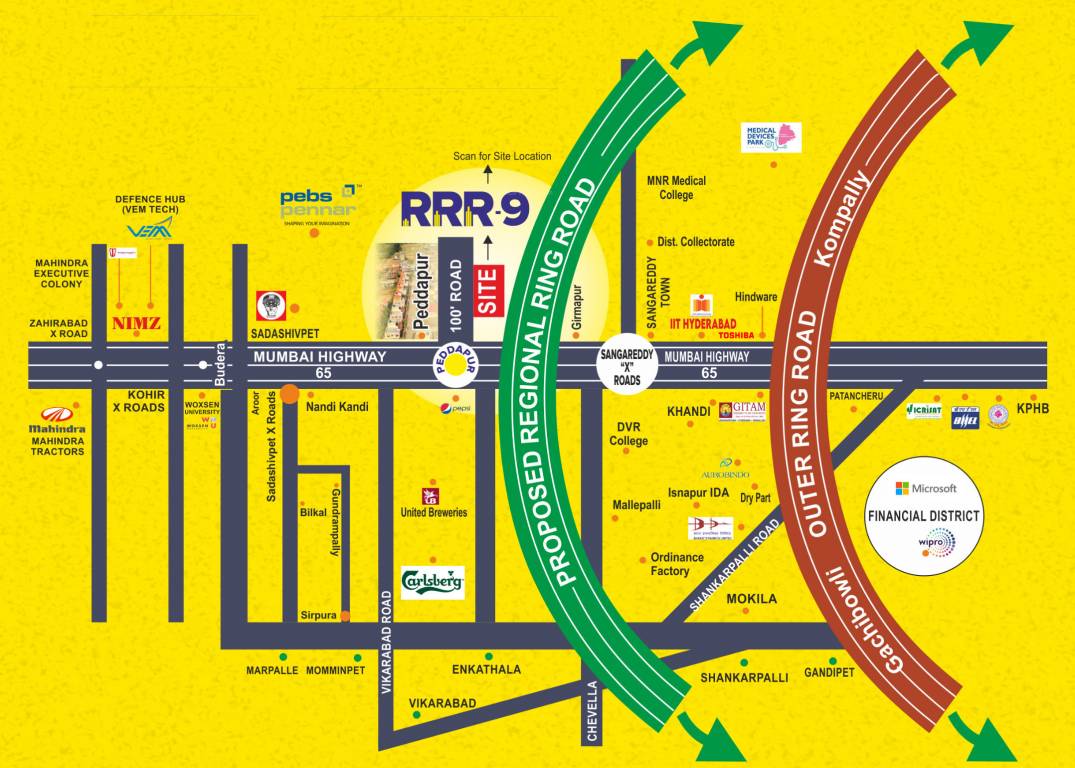 Scan for Site Location
RRR-9
SITE
100' ROAD
Peddapur
PEDDAPUR
pebs
pennar
SHAPING YOUR IMAGINATION
DEFENCE HUB
(VEM TECH)
VEM
NIMZ
MAHINDRA
EXECUTIVE
COLONY
ZAHIRABAD
X ROAD
SADASHIVPET
MUMBAI HIGHWAY
65
Budera
KOHIR
X ROADS
Mahindra
MAHINDRA
TRACTORS
WOXSEN
UNIVERSITY
WOXSEN
Aroor
Sadashivpet X Roads
Nandi Kandi
Bilkal
Gundrampally
Sirpura
pepsi
UB
United Breweries
Carlsberg
VIKARABAD ROAD
MARPALLE
MOMMINPET
ENKATHALA
VIKARABAD
CHEVELLA
PROPOSED REGIONAL RING ROAD
Girmapur
MNR Medical
College
Dist. Collectorate
SANGAREDDY
TOWN
SANGAREDDY
"X"
ROADS
MEDICAL
DEVICES
PARK
Hindware
IIT HYDERABAD
TOSHIBA
MUMBAI HIGHWAY
65
KHANDI
GITAM
DVR
College
AUROBINDO
Isnapur IDA
Dry Part
Mallepalli
Ordinance
Factory
SHANKARPALLI ROAD
MOKILA
SHANKARPALLI
GANDIPET
Kompally
OUTER RING ROAD
Gachibowli
PATANCHERU
ICRISAT
BHEL
KPHB
Microsoft
FINANCIAL DISTRICT
wipro